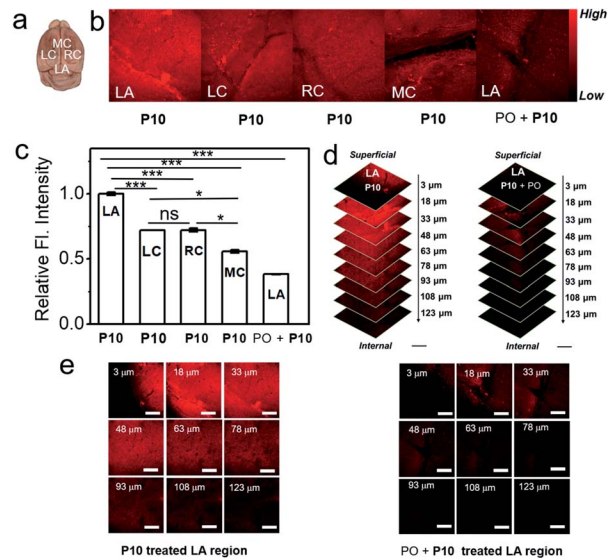 a
MC
LC RC
LA
b
LA LC RC MC LA
High
Low
P10 P10 P10 P10 PO + P10
c
Relative Fl. Intensity
1.0
0.5
0.0
***
***
***
***
*
ns
*
LA
LC
RC
MC
LA
P10 P10 P10 P10 PO + P10
d
Superficial
LA
P10
3 µm
18 µm
33 µm
48 µm
63 µm
78 µm
93 µm
108 µm
123 µm
Internal
Superficial
LA
P10 + PO
3 µm
18 µm
33 µm
48 µm
63 µm
78 µm
93 µm
108 µm
123 µm
Internal
e
3 µm 18 µm 33 µm
48 µm 63 µm 78 µm
93 µm 108 µm 123 µm
P10 treated LA region
3 µm 18 µm 33 µm
48 µm 63 µm 78 µm
93 µm 108 µm 123 µm
PO + P10 treated LA region